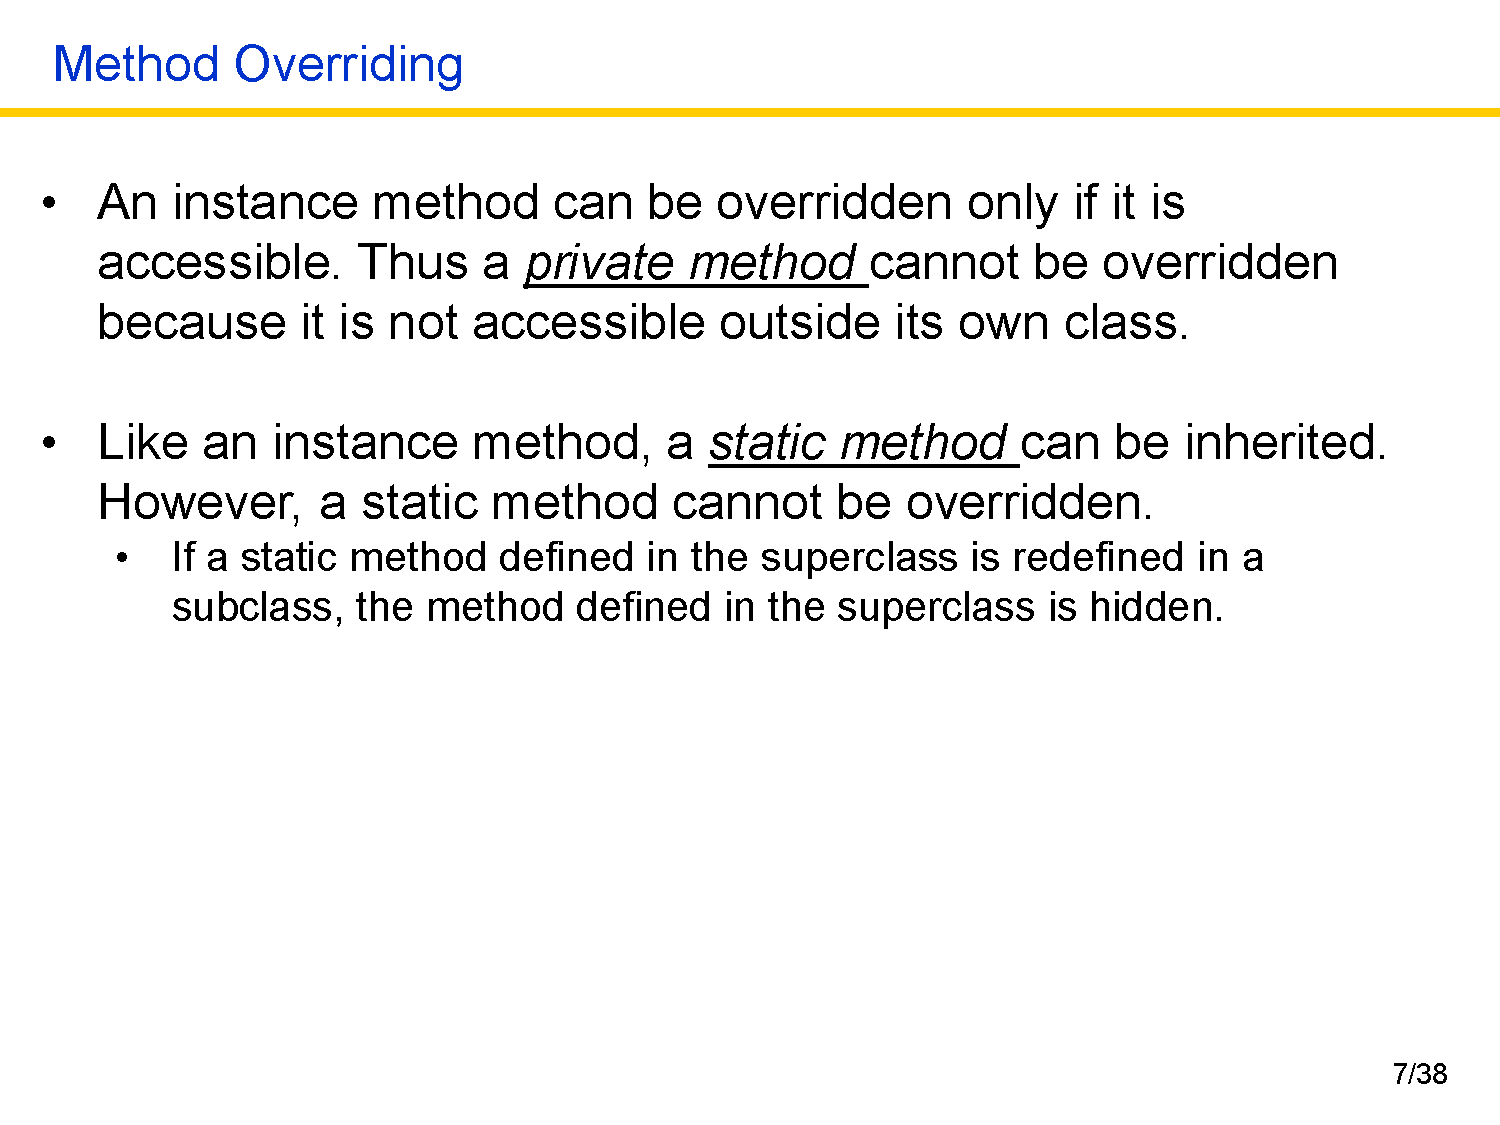 Method Overriding
• An instance method can be overridden only if it is
accessible. Thus a private method cannot be overridden
because it is not accessible outside its own class.
• Like an instance method, a static method can be inherited.
However, a static method cannot be overridden.
• If a static method defined in the superclass is redefined in a
subclass, the method defined in the superclass is hidden.
7/38